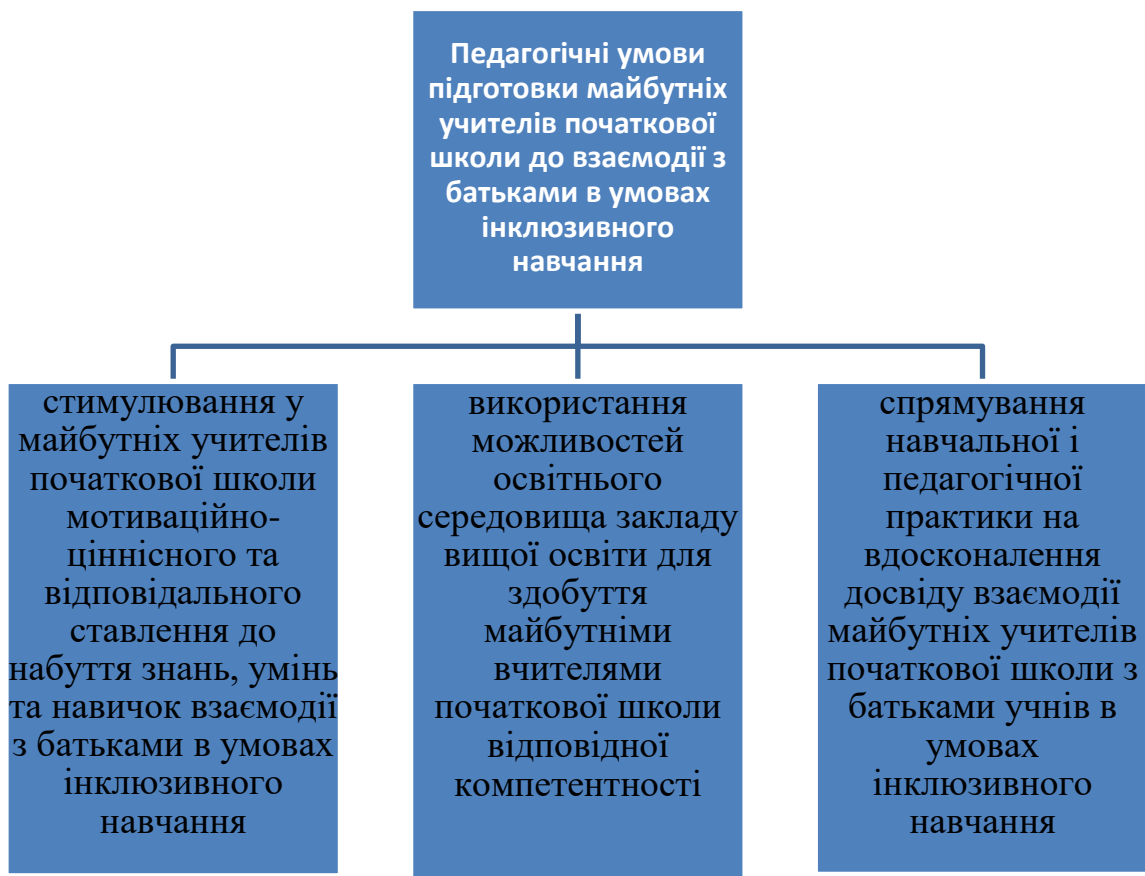 Педагогічні умови
підготовки майбутніх
учителів початкової
школи до взаємодії з
батьками в умовах
інклюзивного
навчання
стимулювання у
майбутніх учителів
початкової школи
мотиваційно-
ціннісного та
відповідального
ставлення до
набуття знань, умінь
та навичок взаємодії
з батьками в умовах
інклюзивного
навчання
використання
можливостей
освітнього
середовища закладу
вищої освіти для
здобуття
майбутніми
вчителями
початкової школи
відповідної
компетентності
спрямування
навчальної і
педагогічної
практики на
вдосконалення
досвіду взаємодії
майбутніх учителів
початкової школи з
батьками учнів в
умовах
інклюзивного
навчання